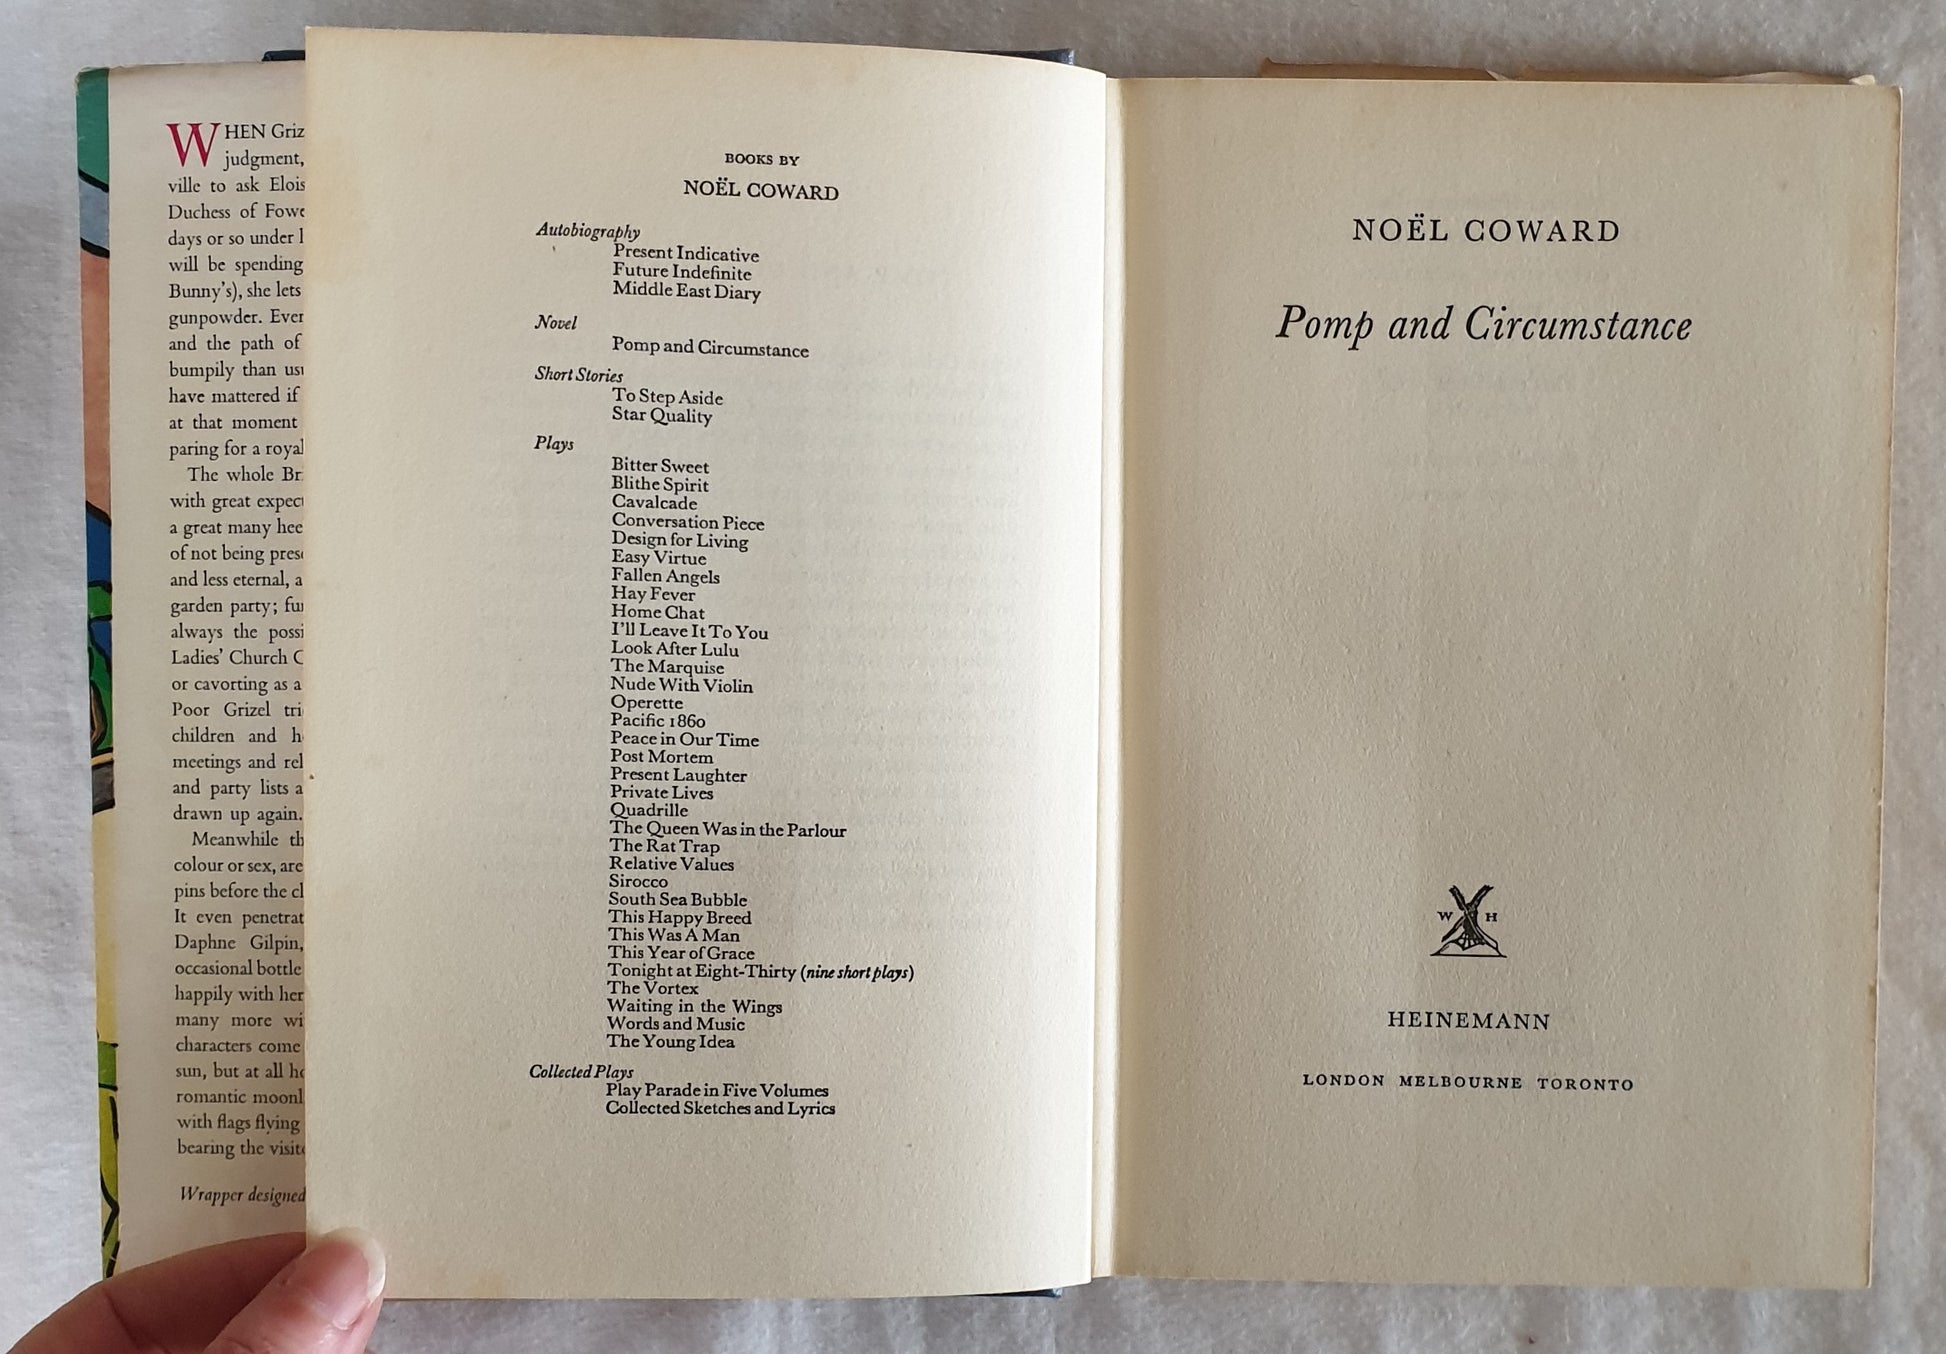 WHEN Griz
judgment,
ville to ask Elois
Duchess of Fowe
days or so under l
will be spending
Bunny's), she lets
gunpowder. Ever
and the path of
bumpily than usu
have mattered if
at that moment
paring for a royal
The whole Br
with great expect
a great many hee
of not being prese
and less eternal, a
garden party; fur
always the possi
Ladies' Church C
or cavorting as a
Poor Grizel tri
children and h
meetings and rel
and party lists a
drawn up again.
Meanwhile th
colour or sex, are
pins before the cl
It even penetrat
Daphne Gilpin,
occasional bottle
happily with her
many more wi
characters come
sun, but at all ho
romantic moonl
with flags flying
bearing the visito
Wrapper designed
BOOKS BY
NOËL COWARD
Autobiography
Present Indicative
Future Indefinite
Middle East Diary
Novel
Pomp and Circumstance
Short Stories
To Step Aside
Star Quality
Plays
Bitter Sweet
Blithe Spirit
Cavalcade
Conversation Piece
Design for Living
Easy Virtue
Fallen Angels
Hay Fever
Home Chat
I'll Leave It To You
Look After Lulu
The Marquise
Nude With Violin
Operette
Pacific 1860
Peace in Our Time
Post Mortem
Present Laughter
Private Lives
Quadrille
The Queen Was in the Parlour
The Rat Trap
Relative Values
Sirocco
South Sea Bubble
This Happy Breed
This Was A Man
This Year of Grace
Tonight at Eight-Thirty (nine short plays)
The Vortex
Waiting in the Wings
Words and Music
The Young Idea
Collected Plays
Play Parade in Five Volumes
Collected Sketches and Lyrics
NOËL COWARD
Pomp and Circumstance
W H
HEINEMANN
LONDON MELBOURNE TORONTO